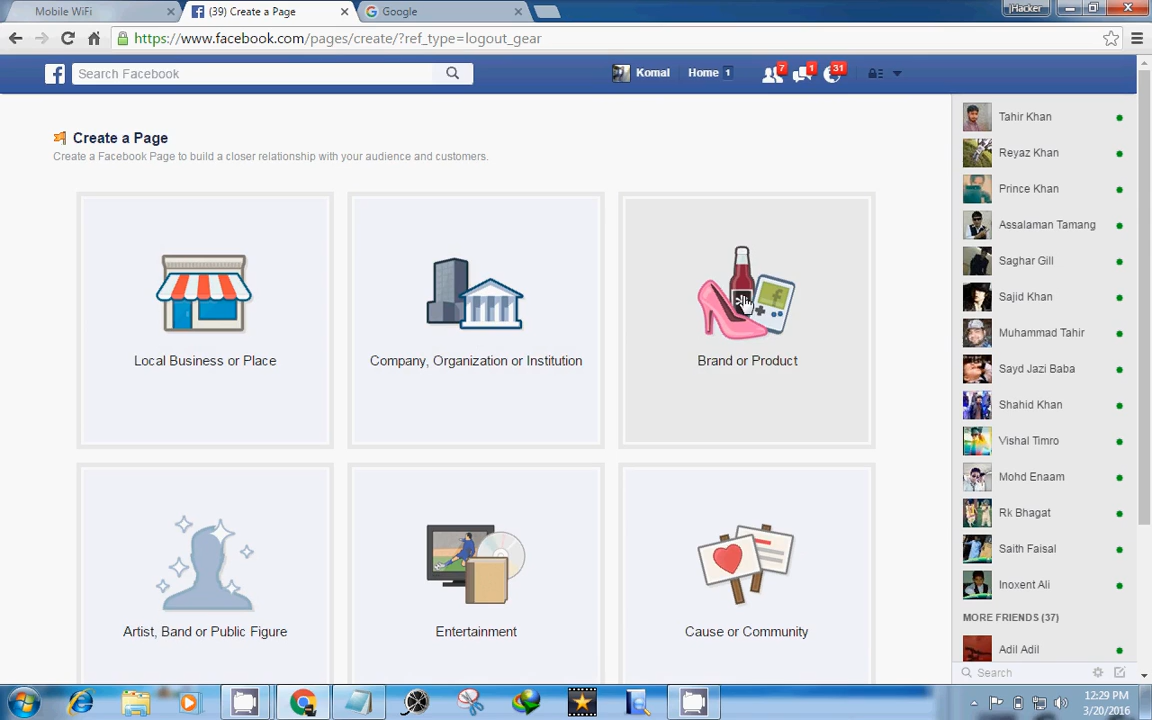 Mobile WiFi
(39) Create a Page
Google
jHacker
https://www.facebook.com/pages/create/?ref_type=logout_gear
Search Facebook
Komal
Home 1
7
1
31
Create a Page
Create a Facebook Page to build a closer relationship with your audience and customers.
Local Business or Place
Company, Organization or Institution
Brand or Product
Artist, Band or Public Figure
Entertainment
Cause or Community
Tahir Khan
Reyaz Khan
Prince Khan
Assalaman Tamang
Saghar Gill
Sajid Khan
Muhammad Tahir
Sayd Jazi Baba
Shahid Khan
Vishal Timro
Mohd Enaam
Rk Bhagat
Saith Faisal
Inoxent Ali
MORE FRIENDS (37)
Adil Adil
Search
12:29 PM
3/20/2016